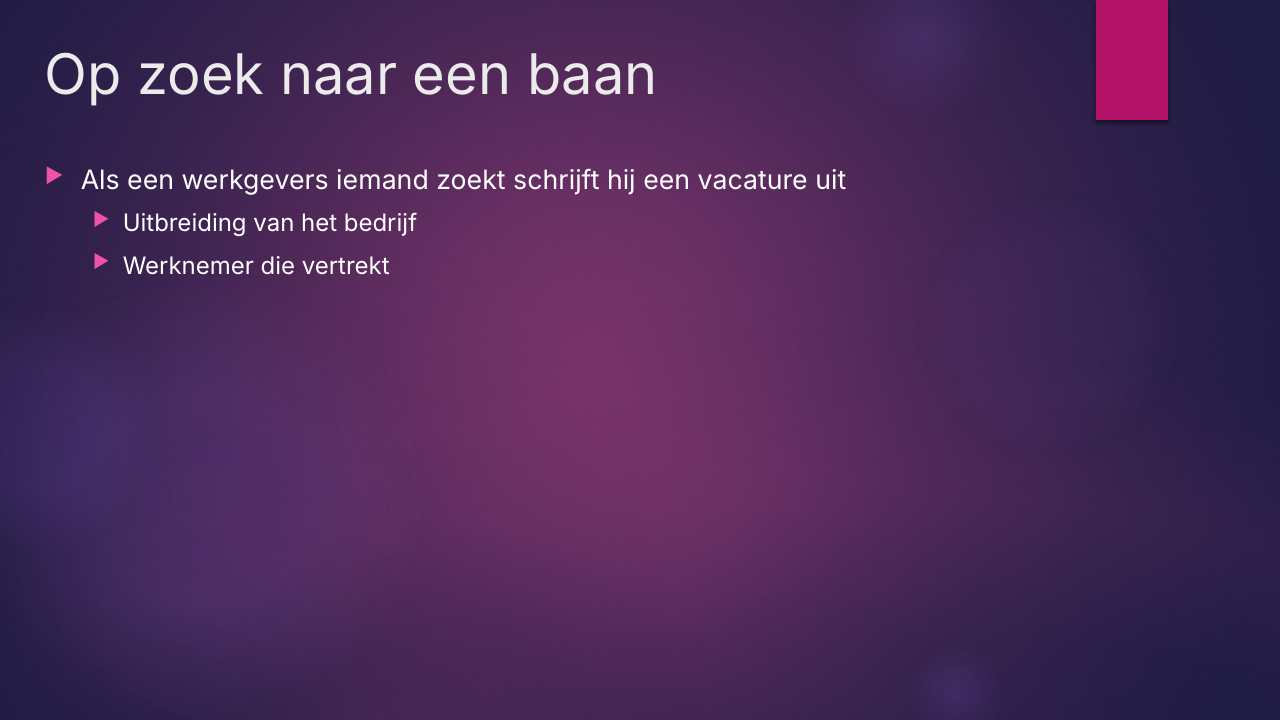 Op zoek naar een baan
Als een werkgevers iemand zoekt schrijft hij een vacature uit
Uitbreiding van het bedrijf
Werknemer die vertrekt